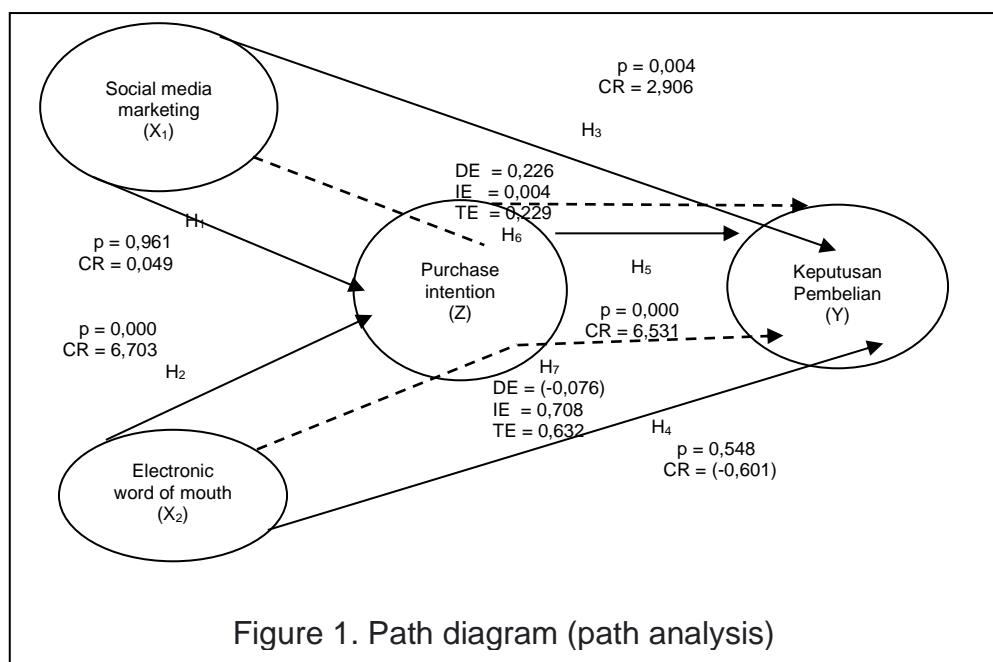 Social media
marketing
(X₁)
p = 0,004
CR = 2,906
H₃
DE = 0,226
IE = 0,004
TE = 0,229
H₆
H₁
p = 0,961
CR = 0,049
Purchase
intention
(Z)
H₅
p = 0,000
CR = 6,531
Keputusan
Pembelian
(Y)
p = 0,000
CR = 6,703
H₂
H₇
DE = (-0,076)
IE = 0,708
TE = 0,632
H₄
p = 0,548
CR = (-0,601)
Electronic
word of mouth
(X₂)
Figure 1. Path diagram (path analysis)